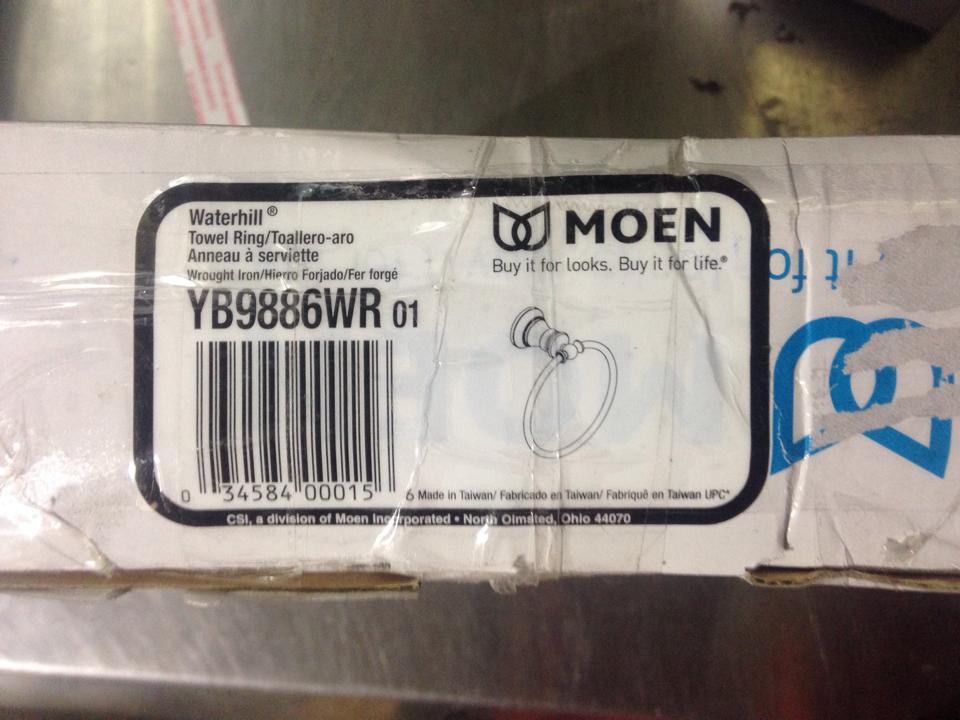 Waterhill®
Towel Ring/Toallero-aro
Anneau à serviette
Wrought Iron/Hierro Forjado/Fer forgé
YB9886WR 01
MOEN
Buy it for looks. Buy it for life.®
0 34584 00015 6
Made in Taiwan/ Fabricado en Taiwan/ Fabriqué en Taiwan UPC*
CSI, a division of Moen Incorporated • North Olmsted, Ohio 44070
it for